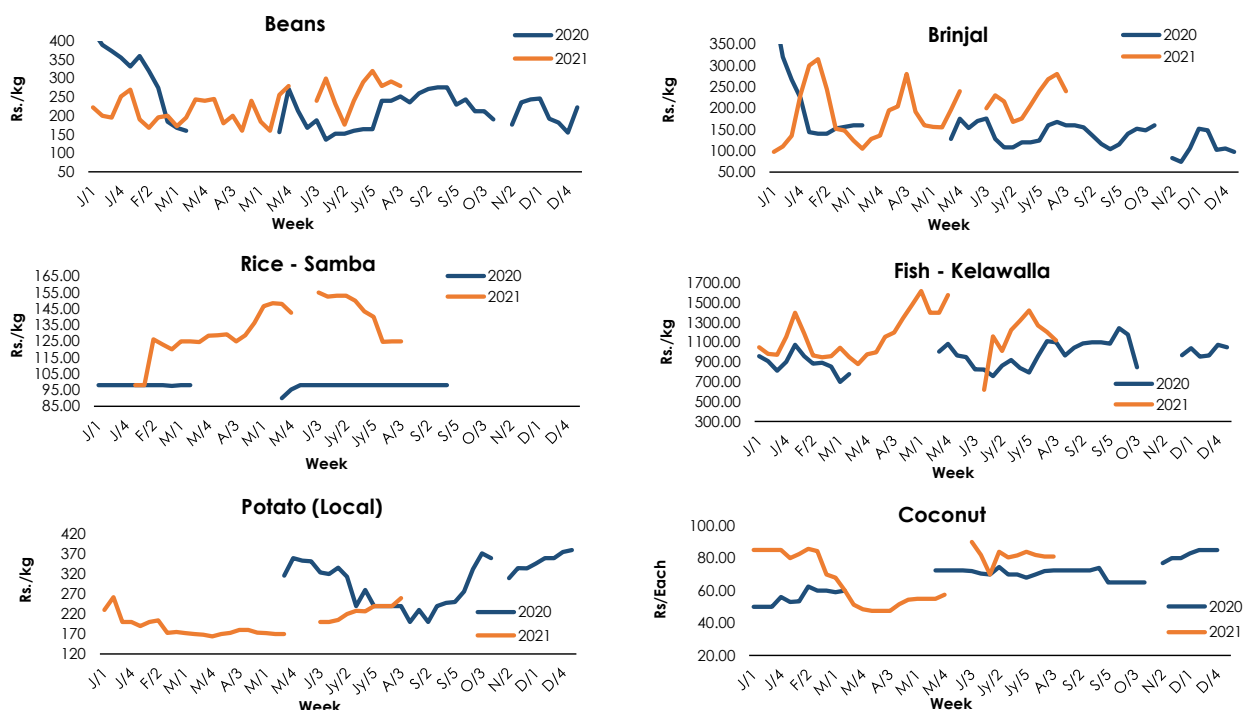 Beans
Rs./kg
400
350
300
250
200
150
100
50
J/1 J/4 F/2 M/1 M/4 A/3 M/1 M/4 J/3 Jy/2 Jy/5 A/3 S/2 S/5 O/3 N/2 D/1 D/4
Week
2020
2021
Brinjal
Rs./kg
350.00
300.00
250.00
200.00
150.00
100.00
50.00
J/1 J/4 F/2 M/1 M/4 A/3 M/1 M/4 J/3 Jy/2 Jy/5 A/3 S/2 S/5 O/3 N/2 D/1 D/4
Week
2020
2021
Rice - Samba
Rs./kg
165.00
155.00
145.00
135.00
125.00
115.00
105.00
95.00
85.00
J/1 J/4 F/2 M/1 M/4 A/3 M/1 M/4 J/3 Jy/2 Jy/5 A/3 S/2 S/5 O/3 N/2 D/1 D/4
Week
2020
2021
Fish - Kelawalla
Rs./kg
1700.00
1500.00
1300.00
1100.00
900.00
700.00
500.00
300.00
J/1 J/4 F/2 M/1 M/4 A/3 M/1 M/4 J/3 Jy/2 Jy/5 A/3 S/2 S/5 O/3 N/2 D/1 D/4
Week
2020
2021
Potato (Local)
Rs./kg
420
370
320
270
220
170
120
J/1 J/4 F/2 M/1 M/4 A/3 M/1 M/4 J/3 Jy/2 Jy/5 A/3 S/2 S/5 O/3 N/2 D/1 D/4
Week
2020
2021
Coconut
Rs/Each
100.00
80.00
60.00
40.00
20.00
J/1 J/4 F/2 M/1 M/4 A/3 M/1 M/4 J/3 Jy/2 Jy/5 A/3 S/2 S/5 O/3 N/2 D/1 D/4
Week
2020
2021